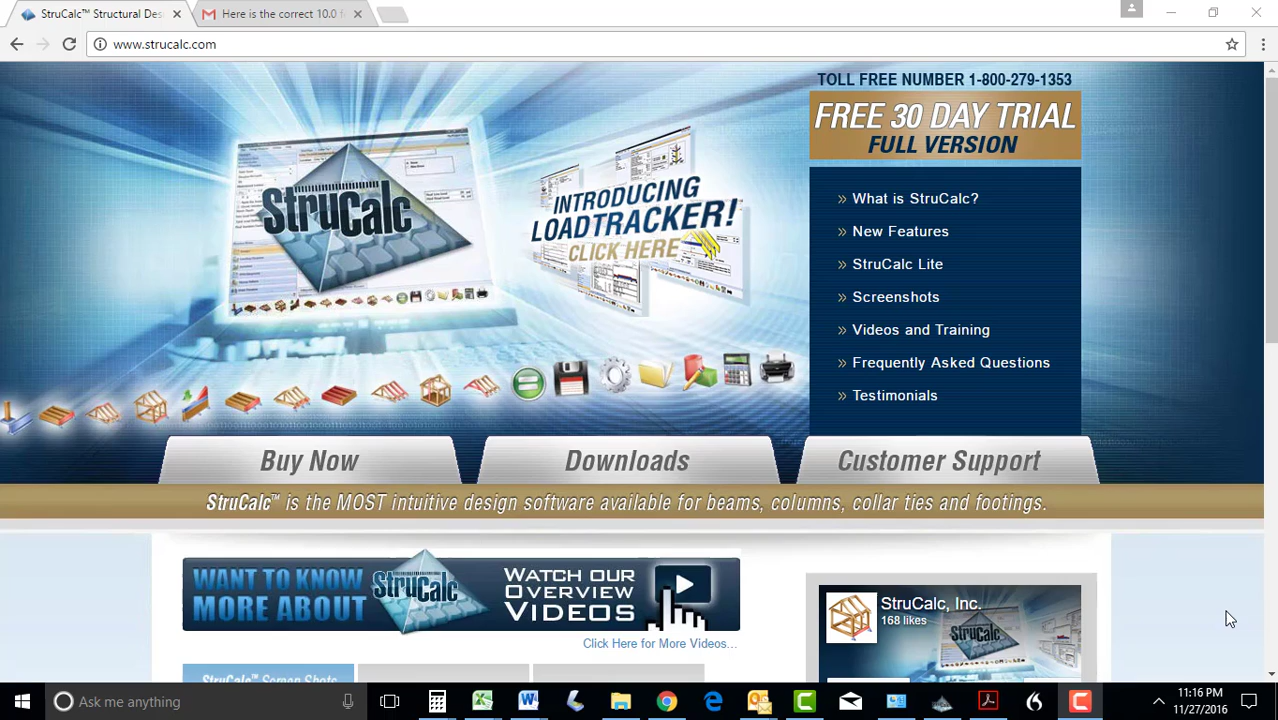 StruCalc™ Structural Des
Here is the correct 10.0 f
www.strucalc.com
TOLL FREE NUMBER 1-800-279-1353
FREE 30 DAY TRIAL
FULL VERSION
StruCalc
INTRODUCING
LOADTRACKER!
CLICK HERE
» What is StruCalc?
» New Features
» StruCalc Lite
» Screenshots
» Videos and Training
» Frequently Asked Questions
» Testimonials
Buy Now
Downloads
Customer Support
StruCalc™ is the MOST intuitive design software available for beams, columns, collar ties and footings.
WANT TO KNOW
MORE ABOUT
StruCalc
WATCH OUR
OVERVIEW
VIDEOS
Click Here for More Videos...
StruCalc, Inc.
168 likes
StruCalc
StruCalc™ Screen Shots
Ask me anything
11:16 PM
11/27/2016